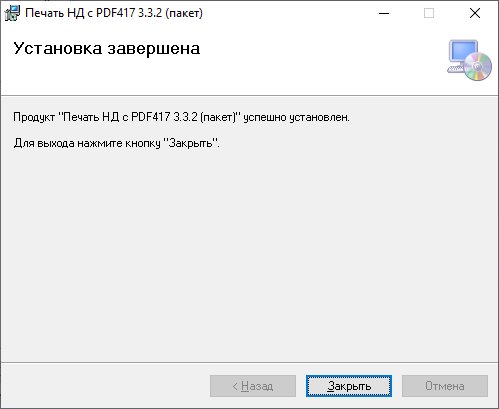 Печать НД с PDF417 3.3.2 (пакет)
Установка завершена
Продукт "Печать НД с PDF417 3.3.2 (пакет)" успешно установлен.
Для выхода нажмите кнопку "Закрыть".
< Назад
Закрыть
Отмена